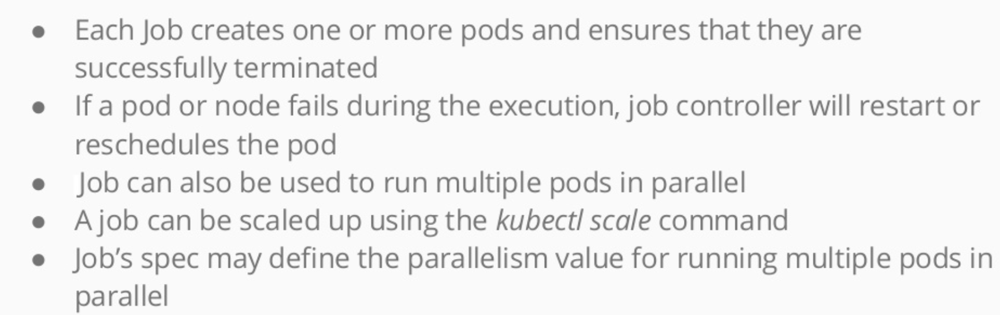 ● Each Job creates one or more pods and ensures that they are
successfully terminated
● If a pod or node fails during the execution, job controller will restart or
reschedules the pod
● Job can also be used to run multiple pods in parallel
● A job can be scaled up using the kubectl scale command
● Job’s spec may define the parallelism value for running multiple pods in
parallel